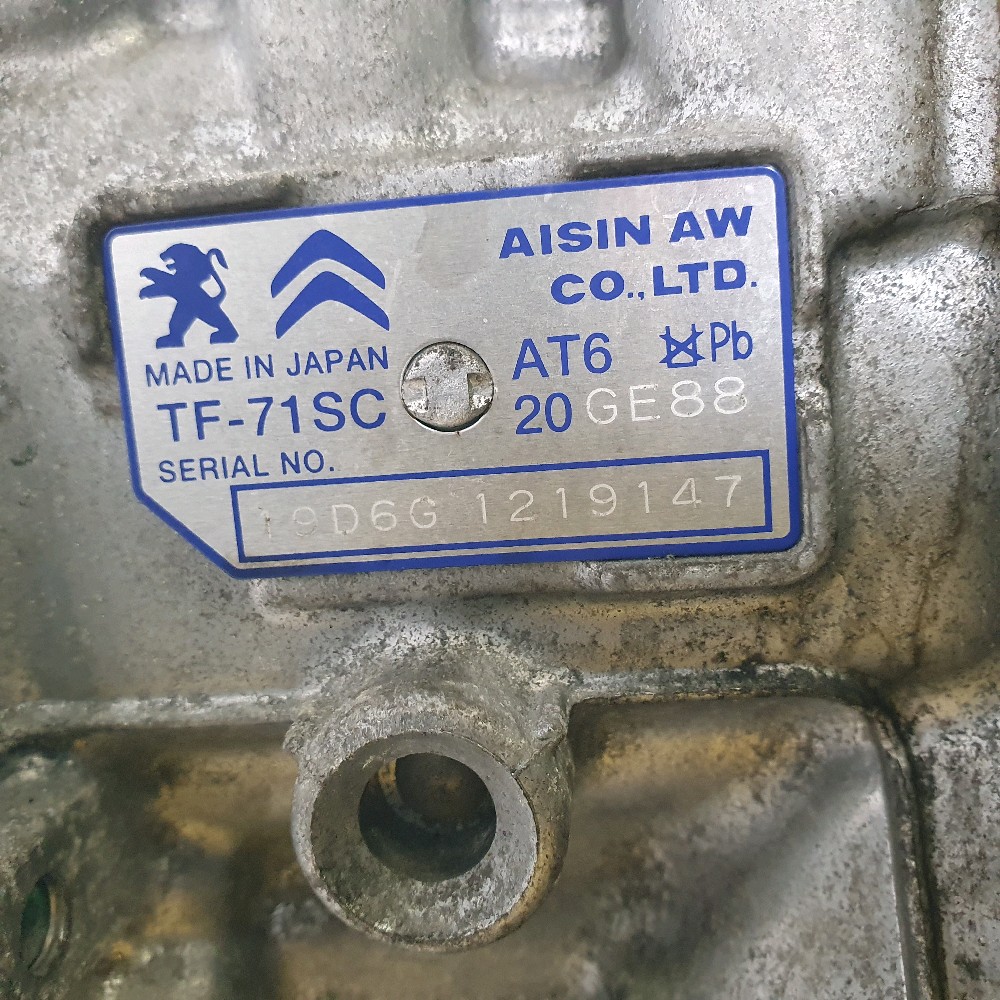 AISIN AW
CO.,LTD.
MADE IN JAPAN
AT6 Pb
TF-71SC
20 GE88
SERIAL NO.
19D6G 1219147